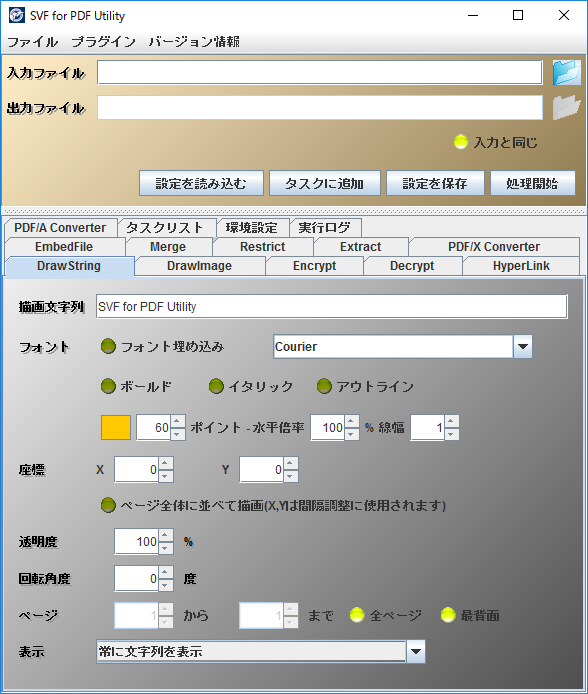 SVF for PDF Utility
ファイル プラグイン バージョン情報
入力ファイル
出力ファイル
入力と同じ
設定を読み込む タスクに追加 設定を保存 処理開始
PDF/A Converter タスクリスト 環境設定 実行ログ
EmbedFile Merge Restrict Extract PDF/X Converter
DrawString DrawImage Encrypt Decrypt HyperLink
描画文字列 SVF for PDF Utility
フォント フォント埋め込み Courier
ボールド イタリック アウトライン
60 ポイント - 水平倍率 100 % 線幅 1
座標 X 0 Y 0
ページ全体に並べて描画(X,Yは間隔調整に使用されます)
透明度 100 %
回転角度 0 度
ページ 1 から 1 まで 全ページ 最背面
表示 常に文字列を表示